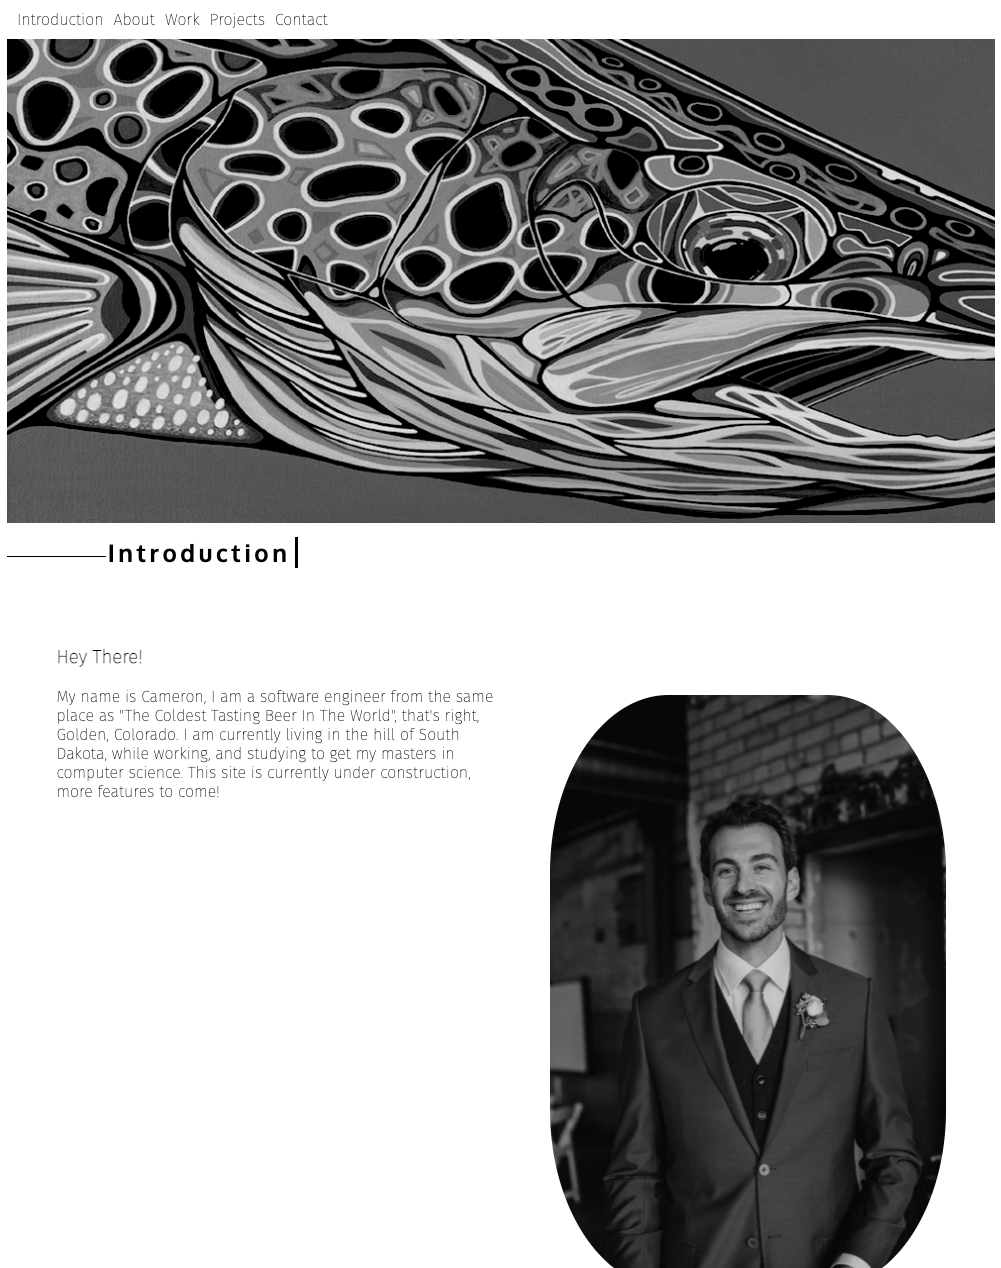 Introduction About Work Projects Contact
Introduction
Hey There!
My name is Cameron, I am a software engineer from the same
place as "The Coldest Tasting Beer In The World", that's right,
Golden, Colorado. I am currently living in the hill of South
Dakota, while working, and studying to get my masters in
computer science. This site is currently under construction,
more features to come!